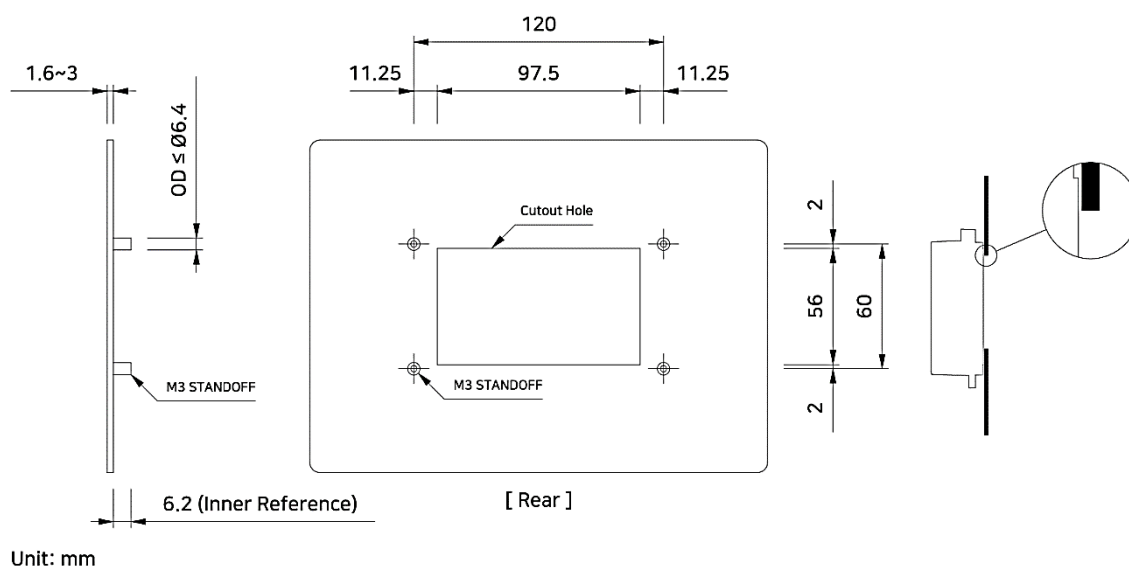 120
1.6~3
11.25
97.5
11.25
OD ≤ Ø6.4
Cutout Hole
2
56
60
2
M3 STANDOFF
M3 STANDOFF
6.2 (Inner Reference)
[ Rear ]
Unit: mm